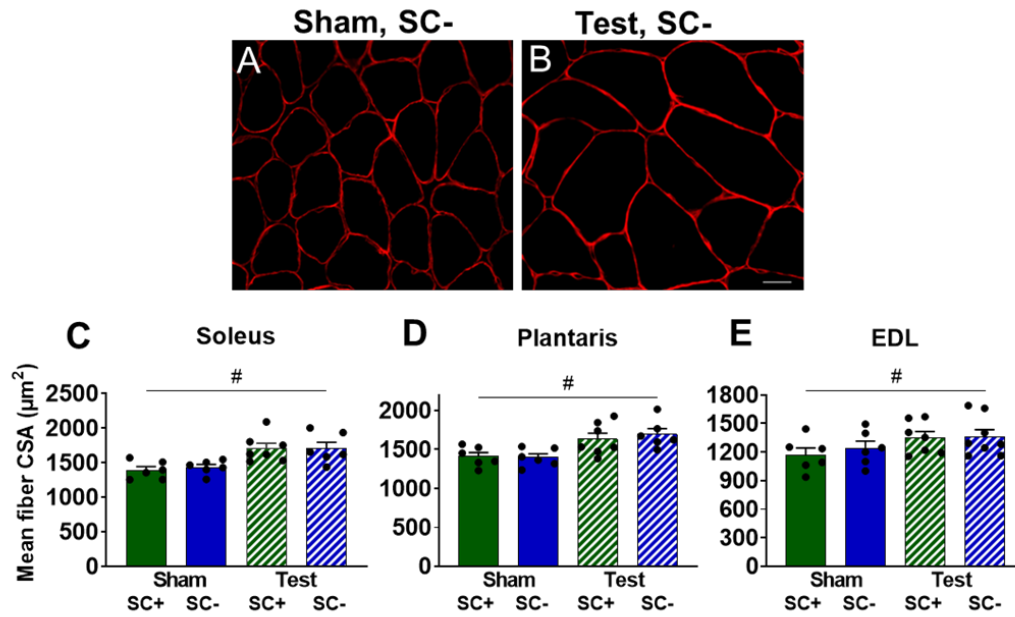 Sham, SC-
Test, SC-
A
B
C
Soleus
D
Plantaris
E
EDL
Mean fiber CSA (µm²)
#
2500
2000
1500
1000
500
0
Sham
Test
SC+
SC-
SC+
SC-
#
2000
1500
1000
500
0
Sham
Test
SC+
SC-
SC+
SC-
#
1800
1500
1200
900
600
300
0
Sham
Test
SC+
SC-
SC+
SC-